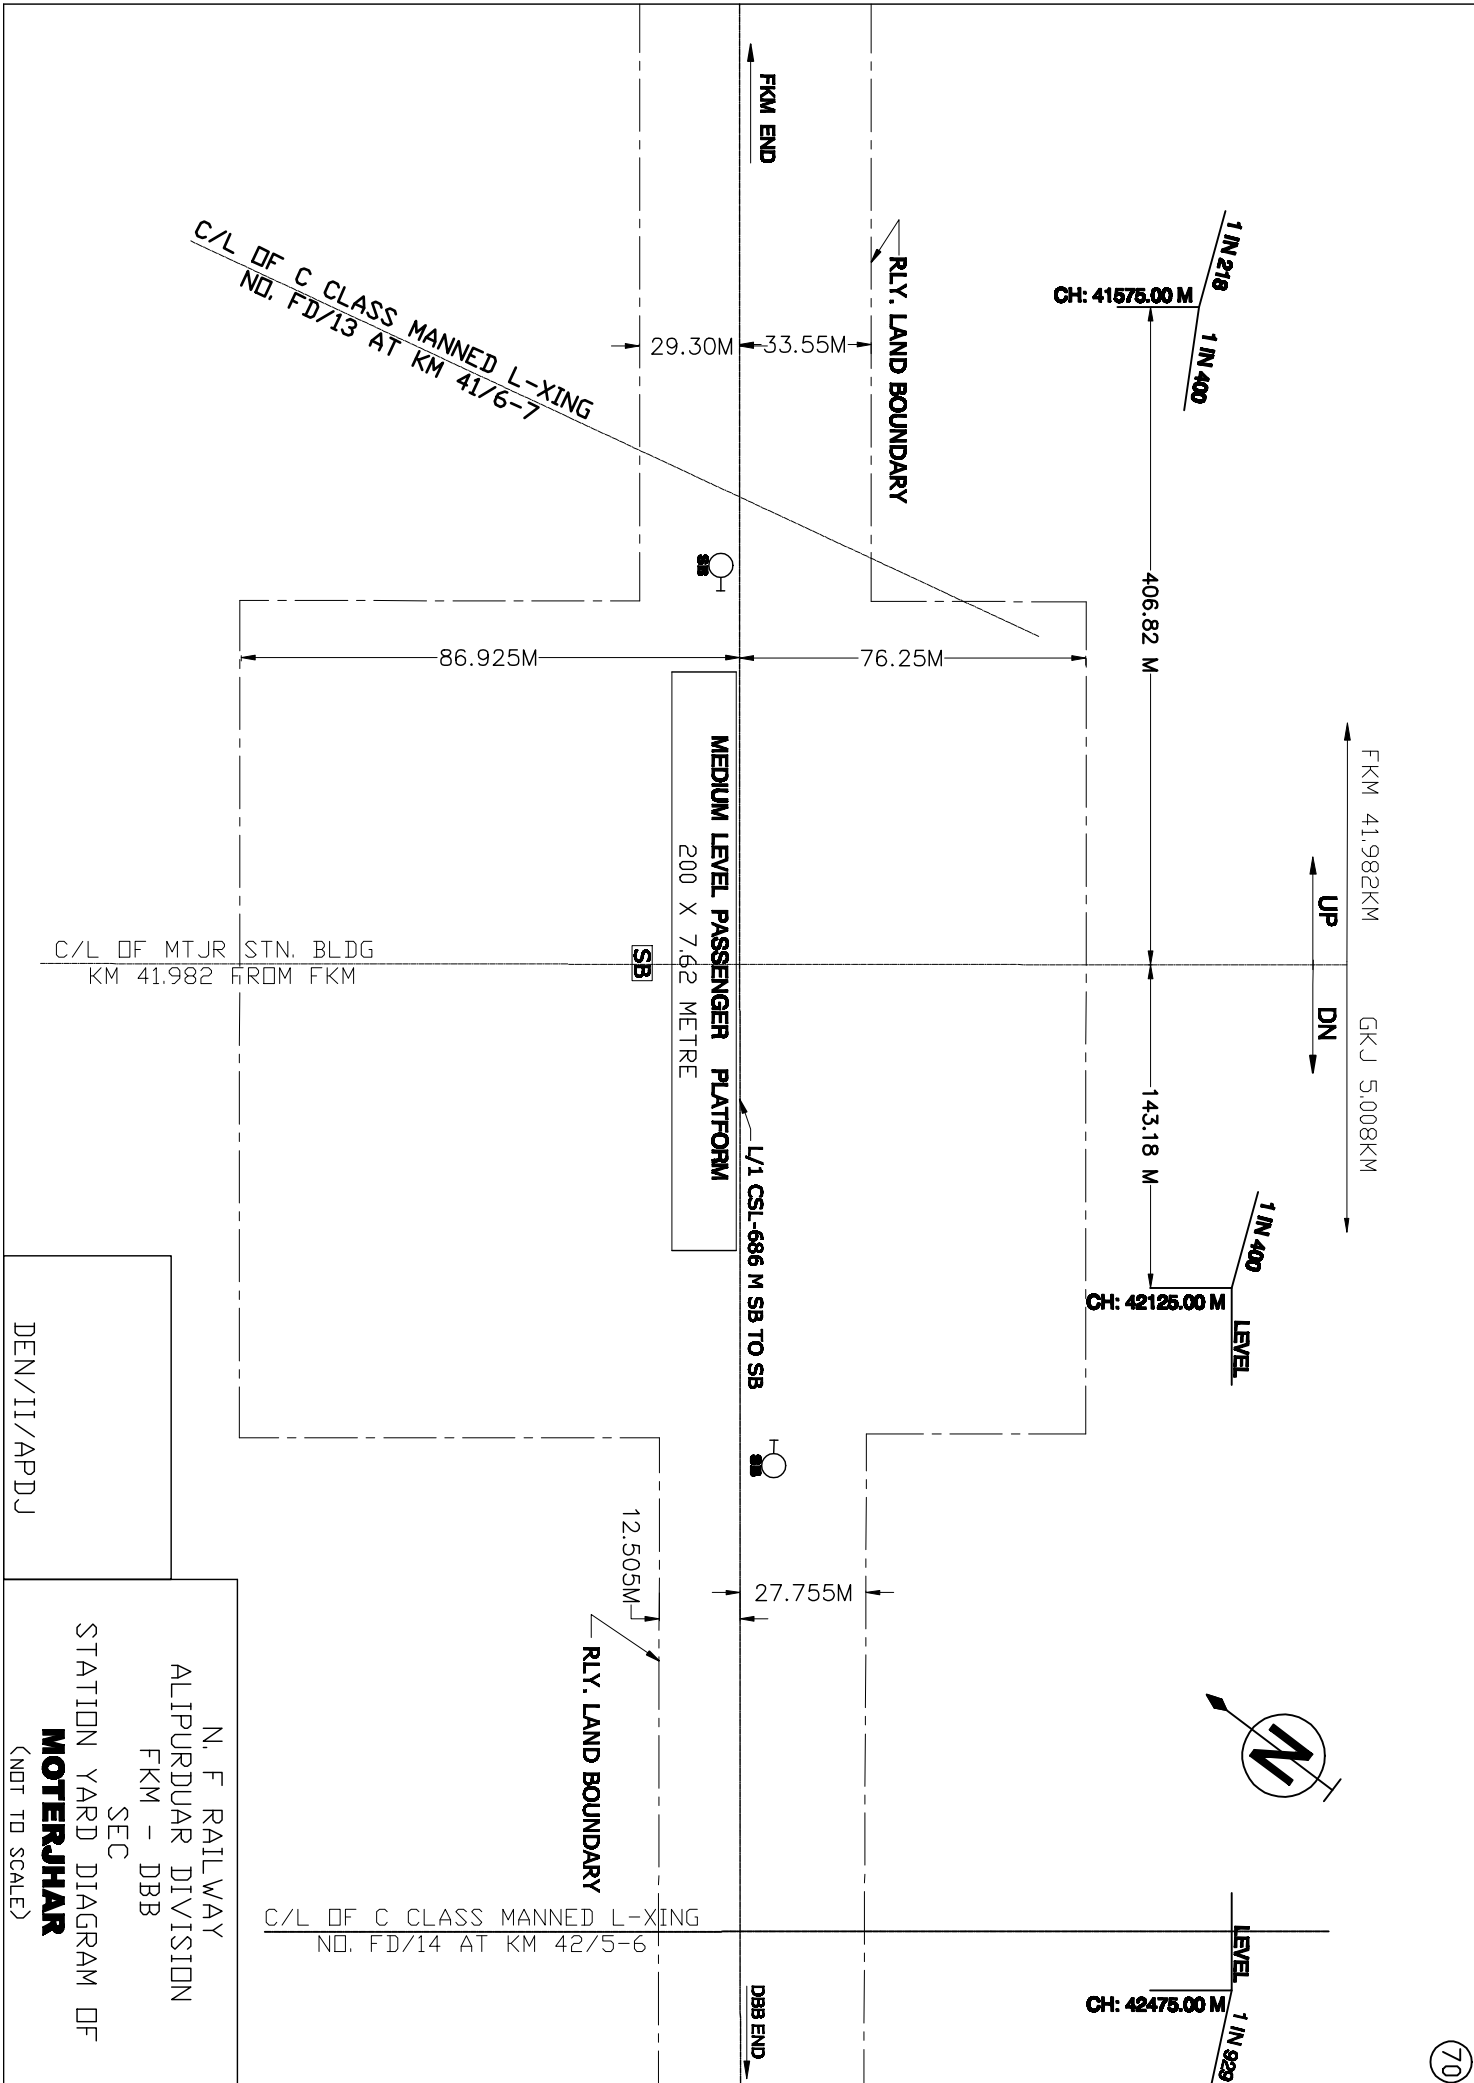 70
FKM 41.982KM
GKJ 5.008KM
UP
DN
1 IN 218
1 IN 400
CH: 41575.00 M
406.82 M
143.18 M
1 IN 400
LEVEL
CH: 42125.00 M
LEVEL
1 IN 929
CH: 42475.00 M
N
FKM END
RLY. LAND BOUNDARY
29.30M
33.55M
C/L OF C CLASS MANNED L-XING
NO. FD/13 AT KM 41/6-7
SB
86.925M
76.25M
MEDIUM LEVEL PASSENGER PLATFORM
200 X 7.62 METRE
SB
L/1 CSL-686 M SB TO SB
C/L OF MTJR STN. BLDG
KM 41.982 FROM FKM
SB
12.505M
27.755M
RLY. LAND BOUNDARY
C/L OF C CLASS MANNED L-XING
NO. FD/14 AT KM 42/5-6
DBB END
DEN/II/APDJ
N. F RAILWAY
ALIPURDUAR DIVISION
FKM - DBB
SEC
STATION YARD DIAGRAM OF
MOTERJHAR
(NOT TO SCALE)